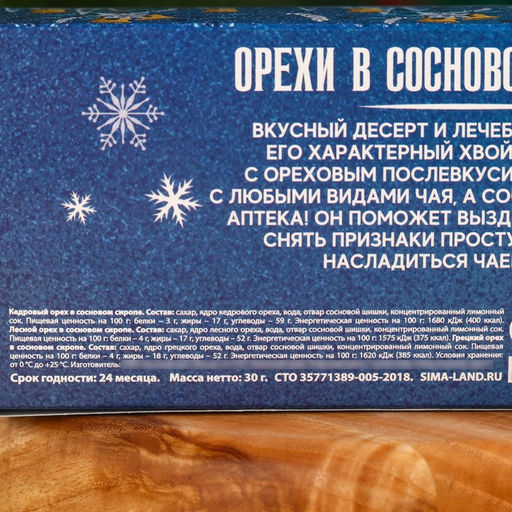 ОРЕХИ В СОСНОВО
ВКУСНЫЙ ДЕСЕРТ И ЛЕЧЕБ
ЕГО ХАРАКТЕРНЫЙ ХВОЙ
С ОРЕХОВЫМ ПОСЛЕВКУСИ
С ЛЮБЫМИ ВИДАМИ ЧАЯ, А СО
АПТЕКА! ОН ПОМОЖЕТ ВЫЗД
СНЯТЬ ПРИЗНАКИ ПРОСТУ
НАСЛАДИТЬСЯ ЧАЕ
Кедровый орех в сосновом сиропе. Состав: сахар, ядро кедрового ореха, вода, отвар сосновой шишки, концентрированный лимонный
сок. Пищевая ценность на 100 г: белки – 3 г, жиры – 17 г, углеводы – 59 г. Энергетическая ценность на 100 г: 1680 кДж (400 ккал).
Лесной орех в сосновом сиропе. Состав: сахар, ядро лесного ореха, вода, отвар сосновой шишки, концентрированный лимонный сок.
Пищевая ценность на 100 г: белки – 4 г, жиры – 17 г, углеводы – 52 г. Энергетическая ценность на 100 г: 1575 кДж (375 ккал). Грецкий орех
в сосновом сиропе. Состав: сахар, ядро грецкого ореха, вода, отвар сосновой шишки, концентрированный лимонный сок. Пищевая
ценность на 100 г: белки – 4 г, жиры – 18 г, углеводы – 52 г. Энергетическая ценность на 100 г: 1620 кДж (385 ккал). Условия хранения:
от 0 °С до +25 °С. Изготовитель:
Срок годности: 24 месяца. Масса нетто: 30 г. СТО 35771389-005-2018. SIMA-LAND.RU